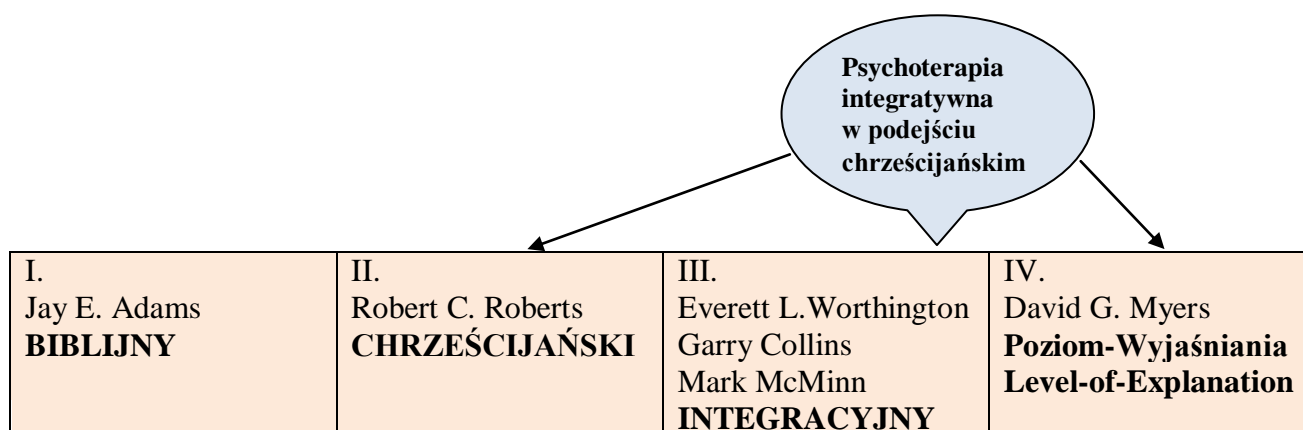 Psychoterapia
integratywna
w podejściu
chrześcijańskim
I.
Jay E. Adams
BIBLIJNY
II.
Robert C. Roberts
CHRZEŚCIJAŃSKI
III.
Everett L.Worthington
Garry Collins
Mark McMinn
INTEGRACYJNY
IV.
David G. Myers
Poziom-Wyjaśniania
Level-of-Explanation